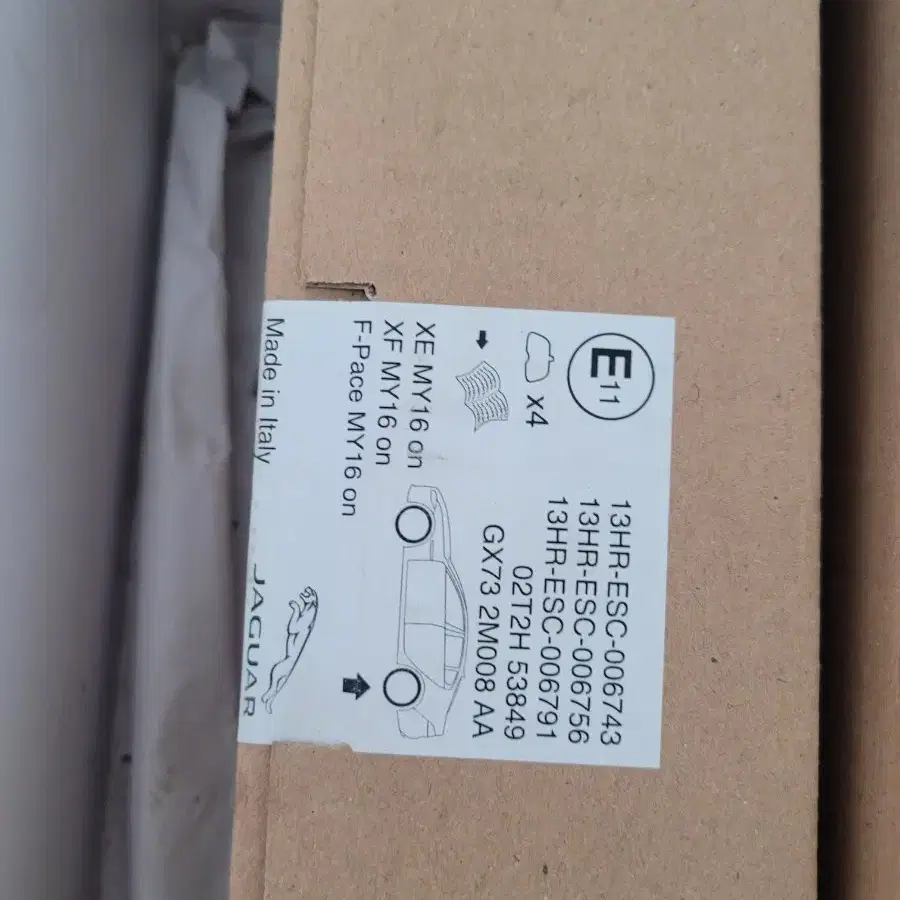 E11
13HR-ESC-006743
13HR-ESC-006756
13HR-ESC-006791
02T2H 53849
GX73 2M008 AA
x4
XE MY16 on
XF MY16 on
F-Pace MY16 on
Made in Italy
JAGUAR